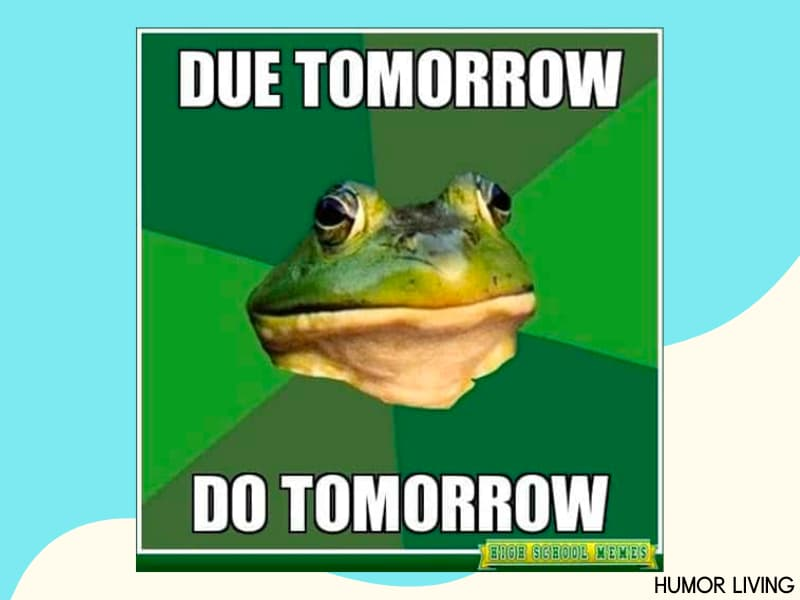 DUE TOMORROW
DO TOMORROW
HIGH SCHOOL MEMES
HUMOR LIVING